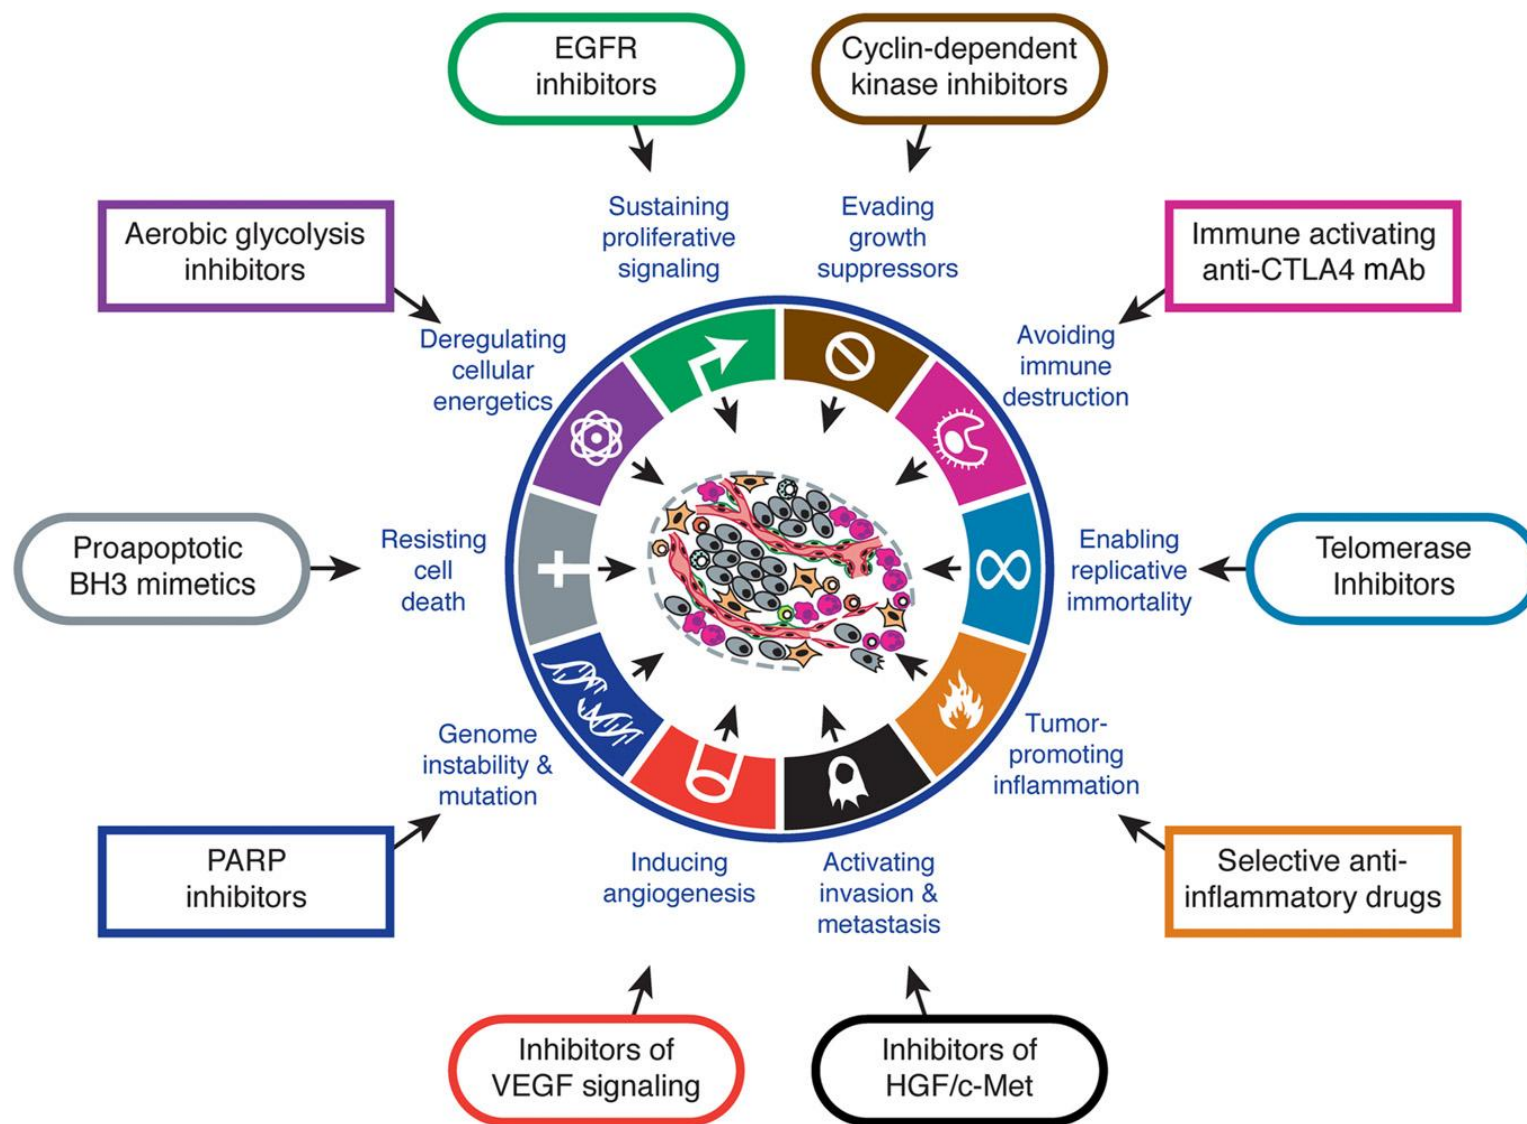 EGFR
inhibitors
Cyclin-dependent
kinase inhibitors
Sustaining
proliferative
signaling
Evading
growth
suppressors
Aerobic glycolysis
inhibitors
Immune activating
anti-CTLA4 mAb
Deregulating
cellular
energetics
Avoiding
immune
destruction
Proapoptotic
BH3 mimetics
Resisting
cell
death
Enabling
replicative
immortality
Telomerase
Inhibitors
Genome
instability &
mutation
Tumor-
promoting
inflammation
PARP
inhibitors
Inducing
angiogenesis
Activating
invasion &
metastasis
Selective anti-
inflammatory drugs
Inhibitors of
VEGF signaling
Inhibitors of
HGF/c-Met